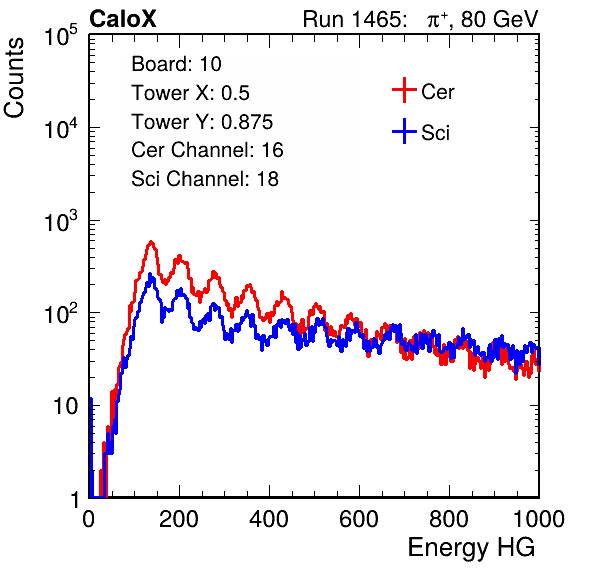 CaloX Run 1465: π⁺, 80 GeV
Counts
Board: 10
Tower X: 0.5
Tower Y: 0.875
Cer Channel: 16
Sci Channel: 18
Cer
Sci
10⁵
10⁴
10³
10²
10
1
0 200 400 600 800 1000
Energy HG